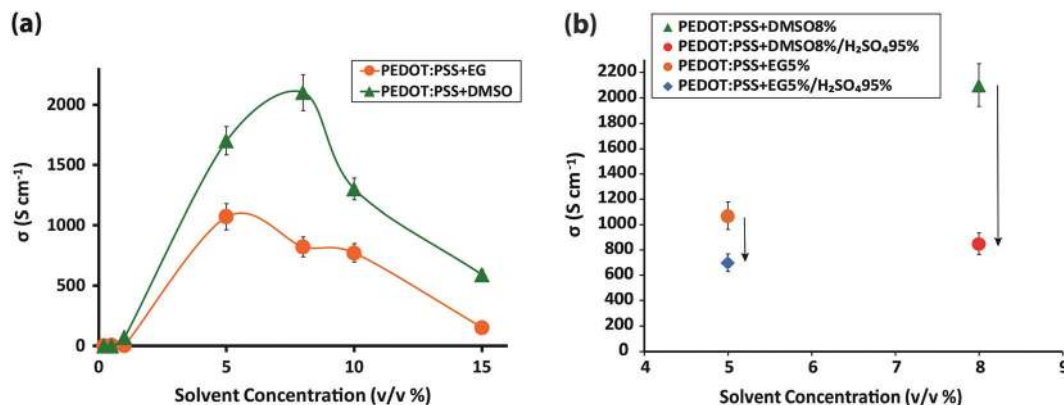 (a)
PEDOT:PSS+EG
PEDOT:PSS+DMSO
2000
1500
1000
500
0
σ (S cm⁻¹)
0
5
10
15
Solvent Concentration (v/v %)
(b)
PEDOT:PSS+DMSO8%
PEDOT:PSS+DMSO8%/H₂SO₄95%
PEDOT:PSS+EG5%
PEDOT:PSS+EG5%/H₂SO₄95%
2200
2000
1800
1600
1400
1200
1000
800
600
400
200
0
σ (S cm⁻¹)
4
5
6
7
8
9
Solvent Concentration (v/v %)